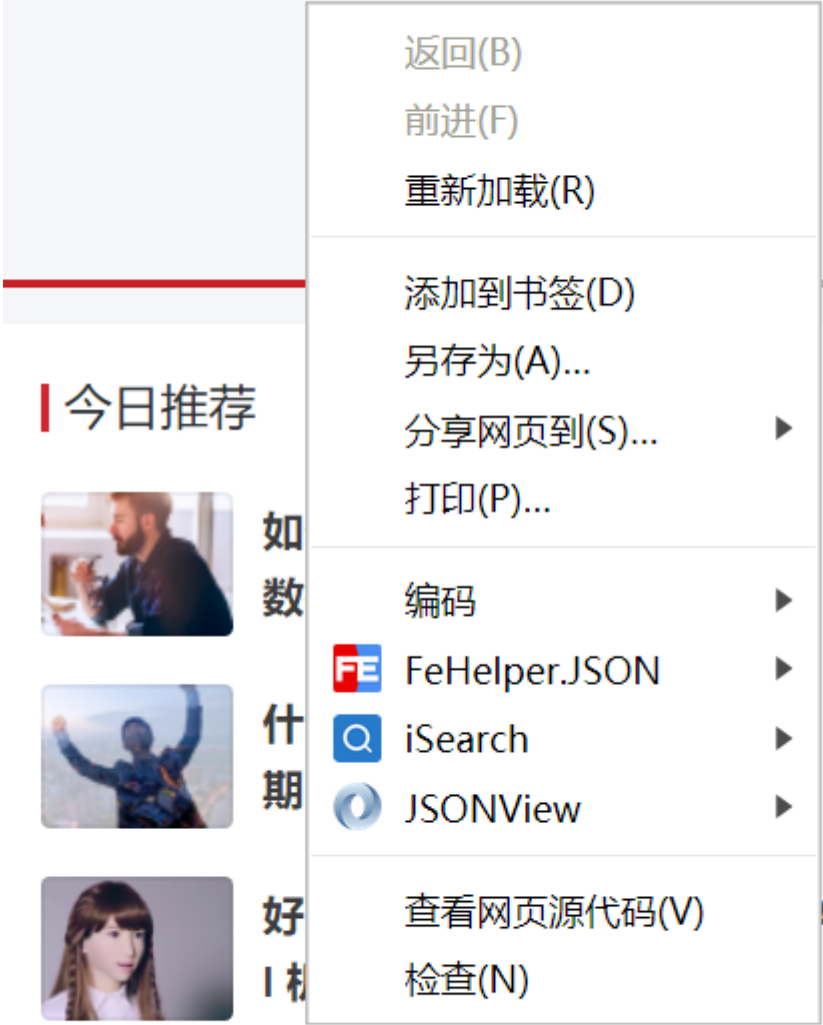 返回(B)
前进(F)
重新加载(R)
添加到书签(D)
另存为(A)...
分享网页到(S)...
打印(P)...
编码
FE FeHelper.JSON
iSearch
JSONView
查看网页源代码(V)
检查(N)
今日推荐
如
数
什
期
好
I 机